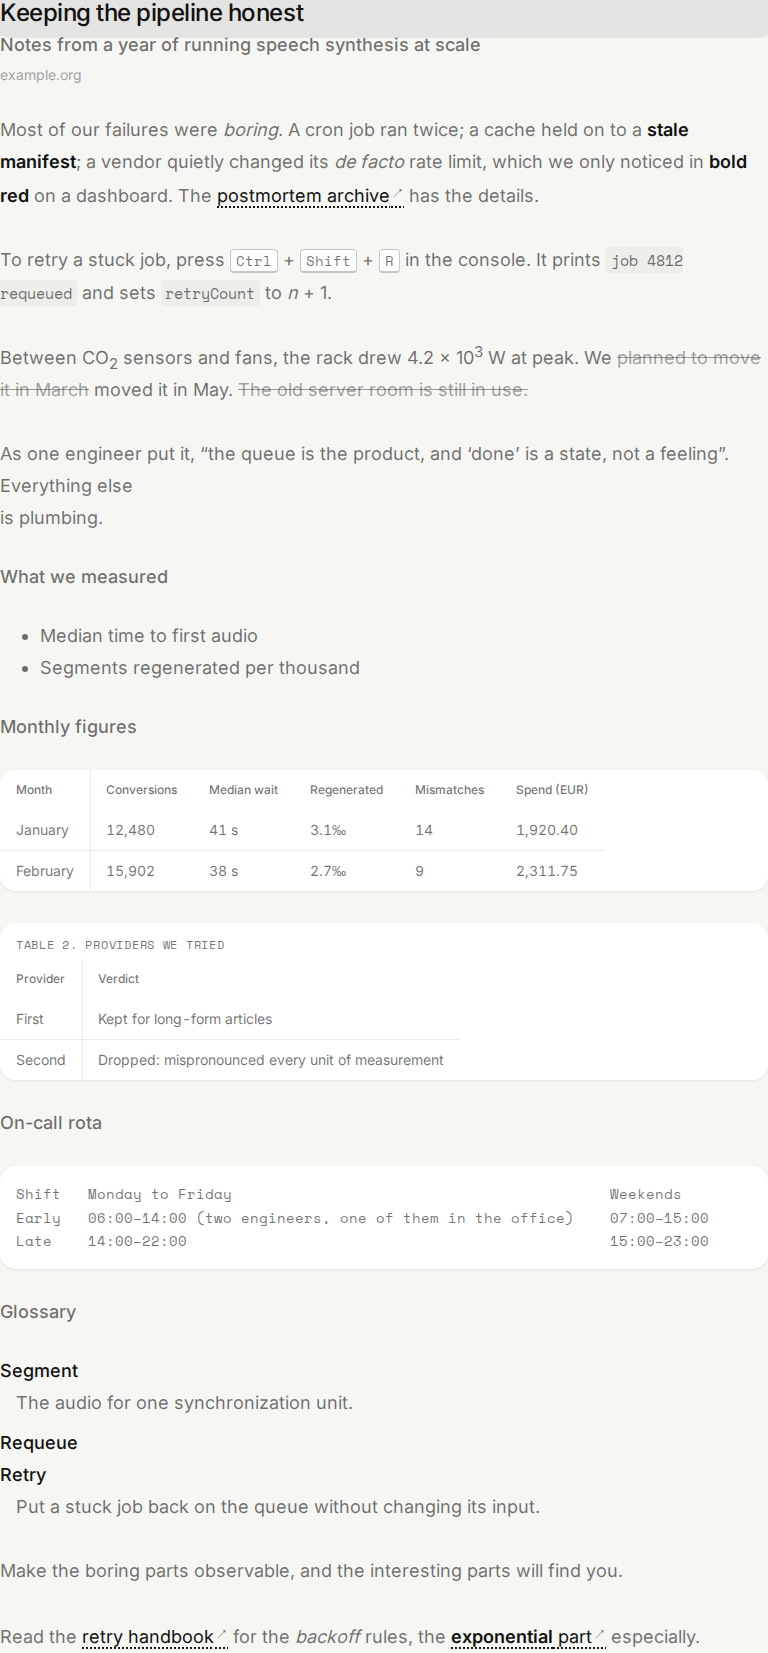 Keeping the pipeline honest
Notes from a year of running speech synthesis at scale
example.org
Most of our failures were boring. A cron job ran twice; a cache held on to a stale
manifest; a vendor quietly changed its de facto rate limit, which we only noticed in bold
red on a dashboard. The postmortem archive↗ has the details.
To retry a stuck job, press Ctrl + Shift + R in the console. It prints job 4812
requeued and sets retryCount to n + 1.
Between CO₂ sensors and fans, the rack drew 4.2 × 10³ W at peak. We planned to move
it in March moved it in May. The old server room is still in use.
As one engineer put it, “the queue is the product, and ‘done’ is a state, not a feeling”.
Everything else
is plumbing.
What we measured
• Median time to first audio
• Segments regenerated per thousand
Monthly figures
Month Conversions Median wait Regenerated Mismatches Spend (EUR)
January 12,480 41 s 3.1‰ 14 1,920.40
February 15,902 38 s 2.7‰ 9 2,311.75
TABLE 2. PROVIDERS WE TRIED
Provider Verdict
First Kept for long-form articles
Second Dropped: mispronounced every unit of measurement
On-call rota
Shift Monday to Friday Weekends
Early 06:00–14:00 (two engineers, one of them in the office) 07:00–15:00
Late 14:00–22:00 15:00–23:00
Glossary
Segment
The audio for one synchronization unit.
Requeue
Retry
Put a stuck job back on the queue without changing its input.
Make the boring parts observable, and the interesting parts will find you.
Read the retry handbook↗ for the backoff rules, the exponential part↗ especially.